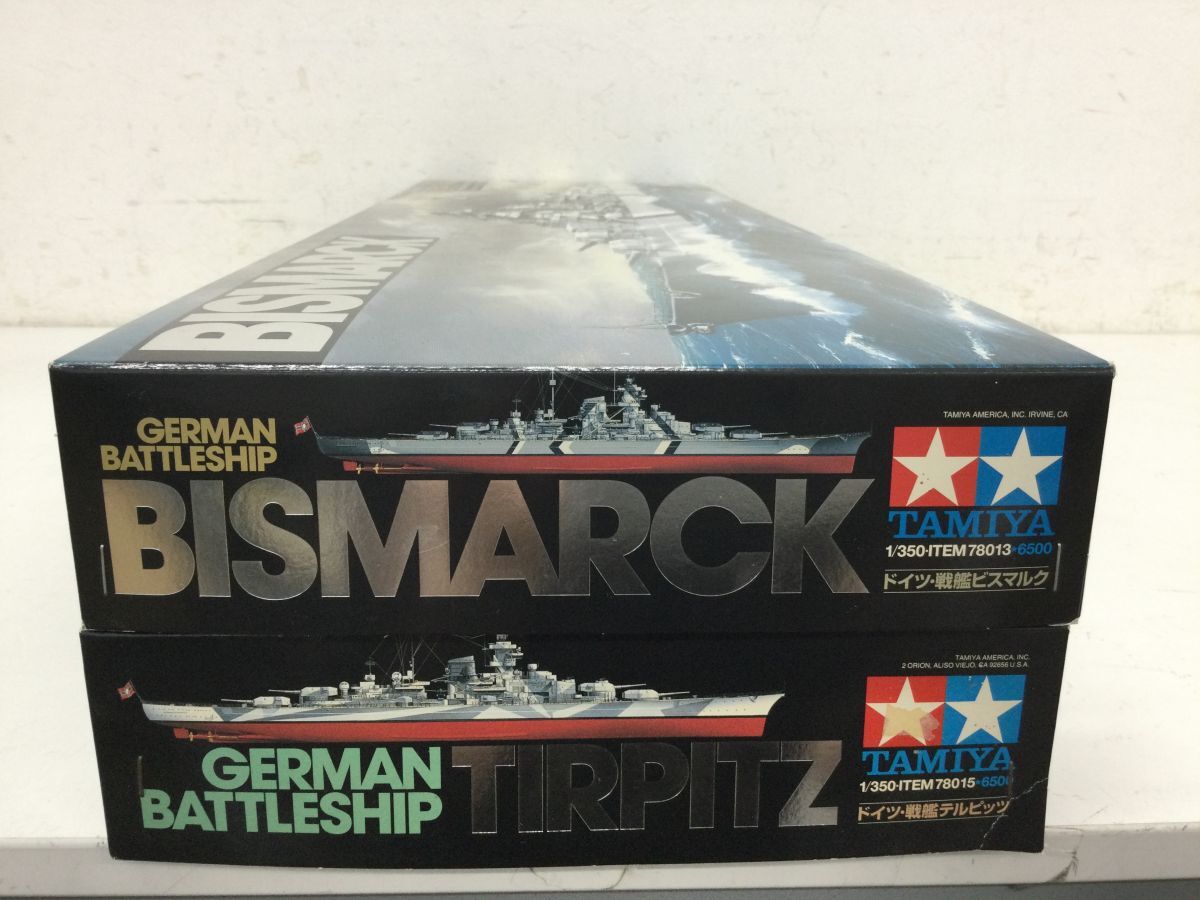 BISMARCK
GERMAN
BATTLESHIP
BISMARCK
TAMIYA AMERICA, INC. IRVINE, CA
TAMIYA
1/350·ITEM 78013★6500
ドイツ・戦艦ビスマルク
GERMAN
BATTLESHIP
TIRPITZ
TAMIYA AMERICA, INC.
2 ORION, ALISO VIEJO, CA 92656 U.S.A.
TAMIYA
1/350·ITEM 78015★6500
ドイツ・戦艦テルピッツ